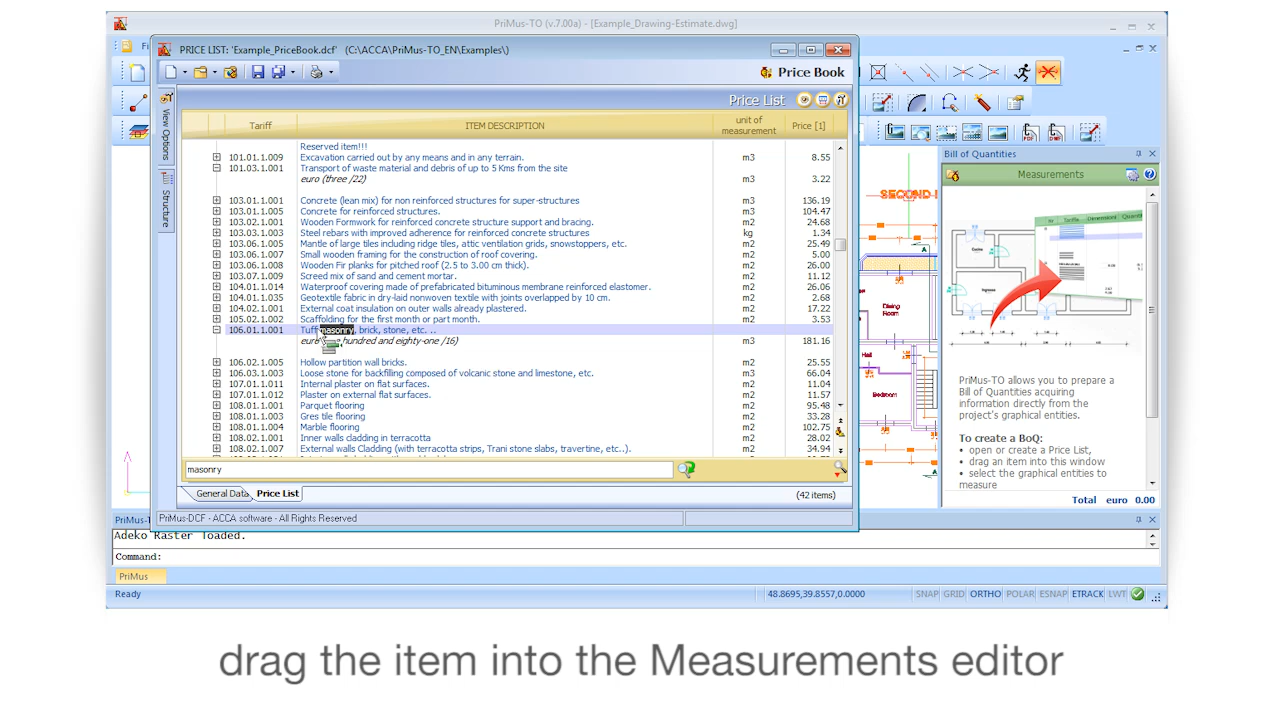 PriMus-TO (v.7.00a) - [Example_Drawing-Estimate.dwg]
PRICE LIST: 'Example_PriceBook.dcf' (C:\ACCA\PriMus-TO_EN\Examples\)
Price Book
Price List
Tariff ITEM DESCRIPTION unit of measurement Price [1]
Reserved item!!!
101.01.1.009 Excavation carried out by any means and in any terrain. m3 8.55
101.03.1.001 Transport of waste material and debris of up to 5 Kms from the site
euro (three /22) m3 3.22
103.01.1.001 Concrete (lean mix) for non reinforced structures for super-structures m3 136.19
103.05.1.001 Concrete for reinforced structures. m3 104.47
103.02.1.001 Wooden Formwork for reinforced concrete structure support and bracing. m2 24.68
103.03.1.003 Steel rebars with improved adherence for reinforced concrete structures kg 1.34
103.06.1.005 Mantle of large tiles including ridge tiles, attic ventilation grids, snowstoppers, etc. m2 25.49
103.06.1.009 Wooden squared framing for the construction of roof covering. m2 5.00
103.06.1.008 Wooden Fir planks for pitched roof (2.5 to 3.00 cm thick). m2 26.00
103.07.1.009 Screed mix of sand and cement mortar. m2 11.12
104.01.1.014 Waterproof covering made of prefabricated bituminous membrane reinforced elastomer. m2 26.06
104.01.1.035 Geotextile fabric in dry-laid nonwoven textile with joints overlapped by 10 cm. m2 2.68
104.02.1.001 External coat insulation on outer walls already plastered. m2 17.22
105.02.1.002 Scaffolding for the first month or part month. m2 3.53
106.01.1.001 Tuff masonry, brick, stone, etc. ..
hundred and eighty-one /16) m3 181.16
106.02.1.005 Hollow partition wall bricks. m2 25.55
106.03.1.003 Loose stone for backfilling composed of volcanic stone and limestone, etc. m3 66.04
107.01.1.011 Internal plaster on flat surfaces. m2 11.04
107.01.1.012 Plaster on external flat surfaces. m2 11.57
108.01.1.001 Parquet flooring m2 95.48
108.01.1.003 Gres tile flooring m2 33.28
108.01.1.004 Marble flooring m2 102.75
108.02.1.001 Inner walls cladding in terracotta m2 28.02
108.02.1.007 External walls Cladding (with terracotta strips, Trani stone slabs, travertine, etc..). m2 34.94
masonry
General Data Price List (42 items)
PriMus-DCF - ACCA software - All Rights Reserved
View Options
Structure
SECOND
Dining Room
Hall
Bedroom
Bill of Quantities
Measurements
PriMus-TO allows you to prepare a
Bill of Quantities acquiring
information directly from the
project's graphical entities.
To create a BoQ:
• open or create a Price List,
• drag an item into this window
• select the graphical entities to
measure
Total euro 0.00
PriMus-T
Adeko Raster loaded.
Command:
PriMus
Ready 48.8695,39.8557,0.0000 SNAP GRID ORTHO POLAR ESNAP ETRACK LWT
drag the item into the Measurements editor